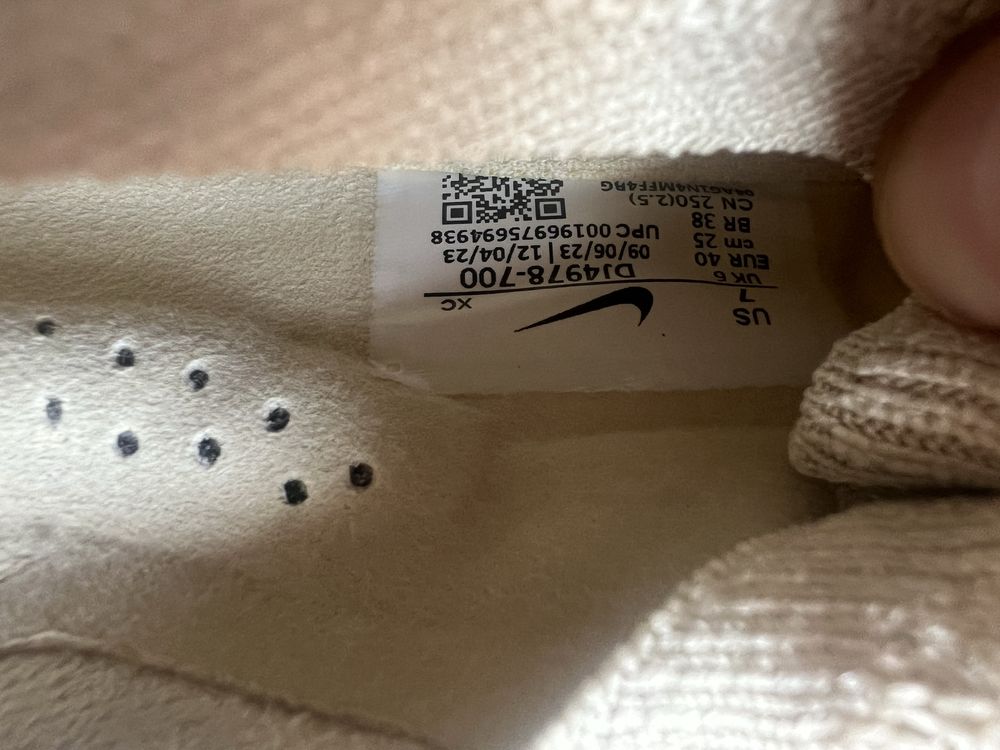 US
7
XC
UK 6
DJ4978-700
EUR 40
09/06/23 | 12/04/23
cm 25
UPC 00196975694938
BR 38
CN 250(2.5)